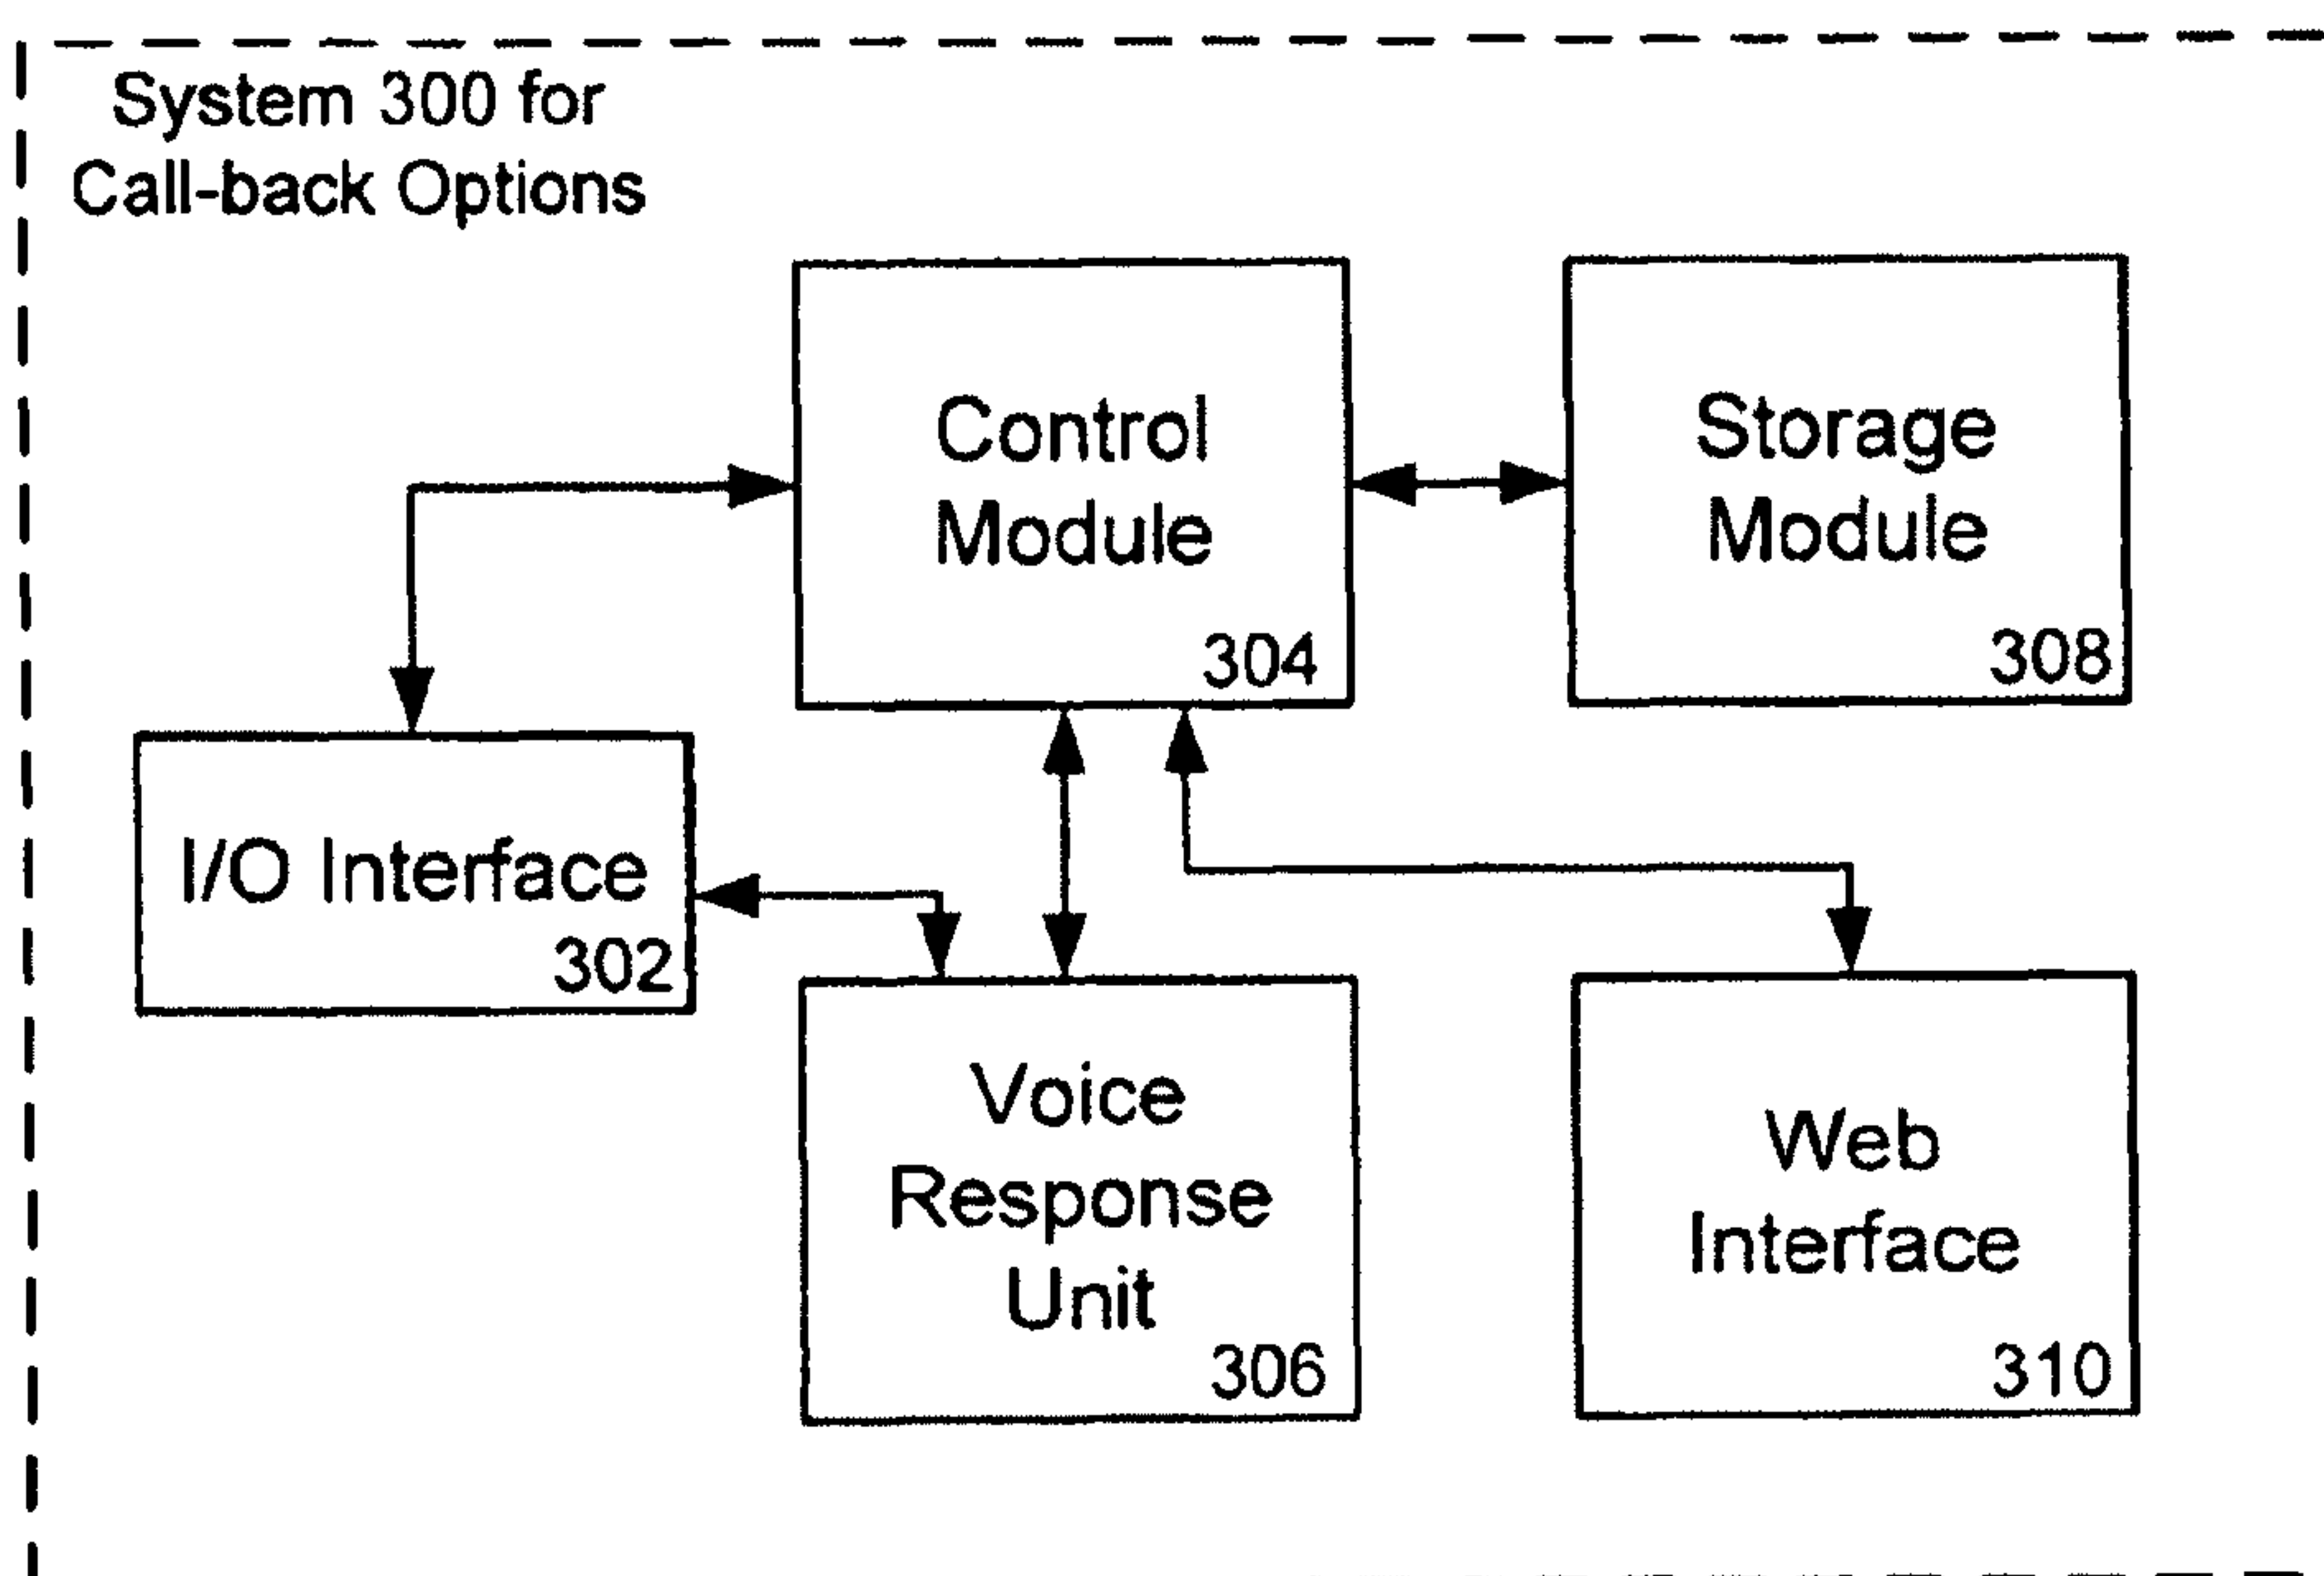 System 300 for
Call-back Options
Control
Module
304
Storage
Module
308
I/O Interface
302
Voice
Response
Unit
306
Web
Interface
310